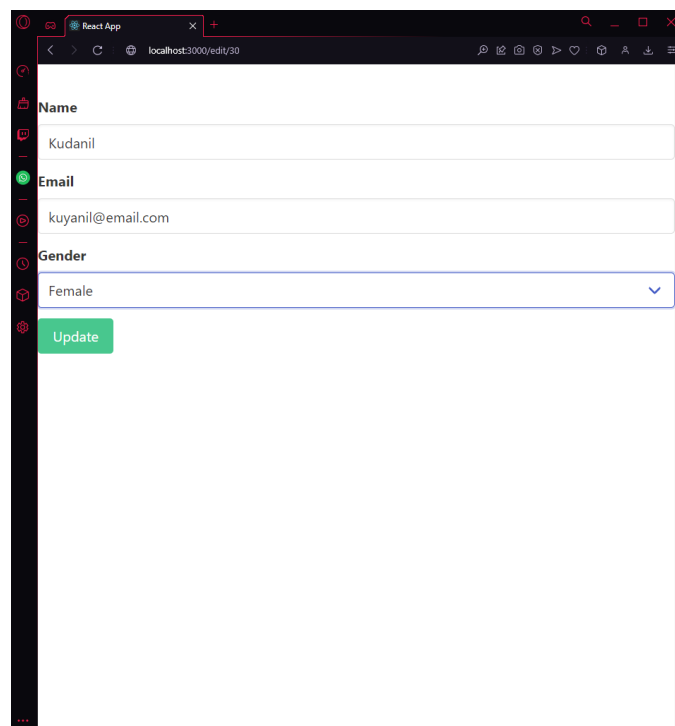 React App
localhost:3000/edit/30
Name
Kudanil
Email
kuyanil@email.com
Gender
Female
Update